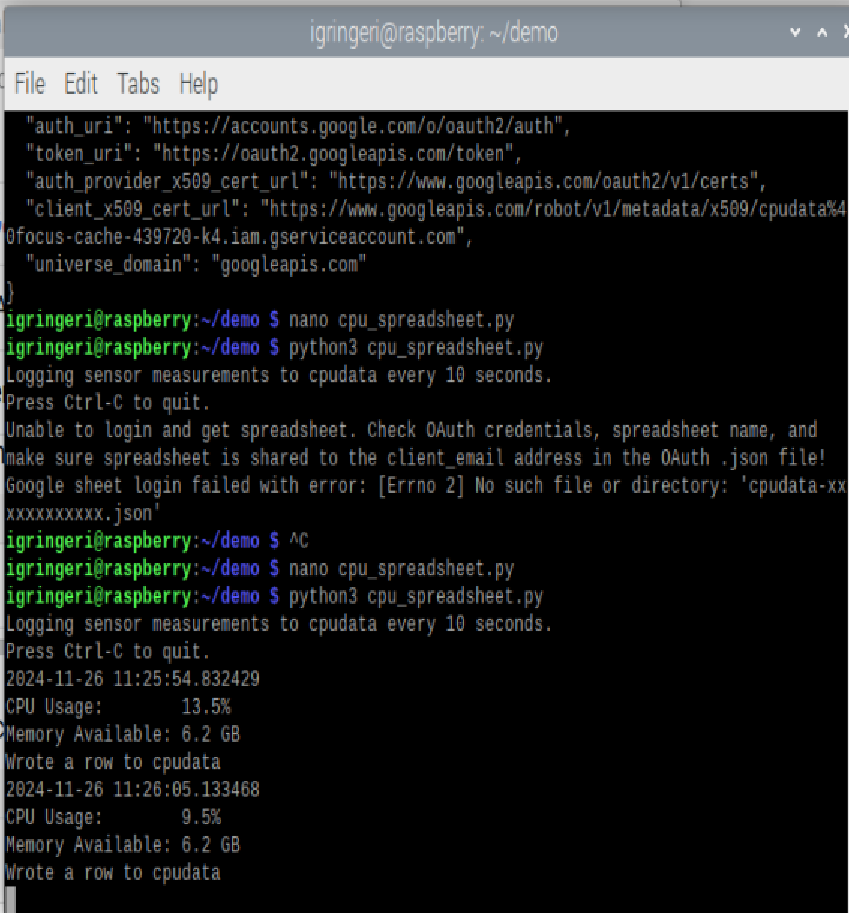 igringeri@raspberry: ~/demo
File Edit Tabs Help
"auth_uri": "https://accounts.google.com/o/oauth2/auth",
"token_uri": "https://oauth2.googleapis.com/token",
"auth_provider_x509_cert_url": "https://www.googleapis.com/oauth2/v1/certs",
"client_x509_cert_url": "https://www.googleapis.com/robot/v1/metadata/x509/cpudata%4
0focus-cache-439720-k4.iam.gserviceaccount.com",
"universe_domain": "googleapis.com"
}
igringeri@raspberry:~/demo $ nano cpu_spreadsheet.py
igringeri@raspberry:~/demo $ python3 cpu_spreadsheet.py
Logging sensor measurements to cpudata every 10 seconds.
Press Ctrl-C to quit.
Unable to login and get spreadsheet. Check OAuth credentials, spreadsheet name, and
make sure spreadsheet is shared to the client_email address in the OAuth .json file!
Google sheet login failed with error: [Errno 2] No such file or directory: 'cpudata-xx
xxxxxxxxxx.json'
igringeri@raspberry:~/demo $ ^C
igringeri@raspberry:~/demo $ nano cpu_spreadsheet.py
igringeri@raspberry:~/demo $ python3 cpu_spreadsheet.py
Logging sensor measurements to cpudata every 10 seconds.
Press Ctrl-C to quit.
2024-11-26 11:25:54.832429
CPU Usage: 13.5%
Memory Available: 6.2 GB
Wrote a row to cpudata
2024-11-26 11:26:05.133468
CPU Usage: 9.5%
Memory Available: 6.2 GB
Wrote a row to cpudata